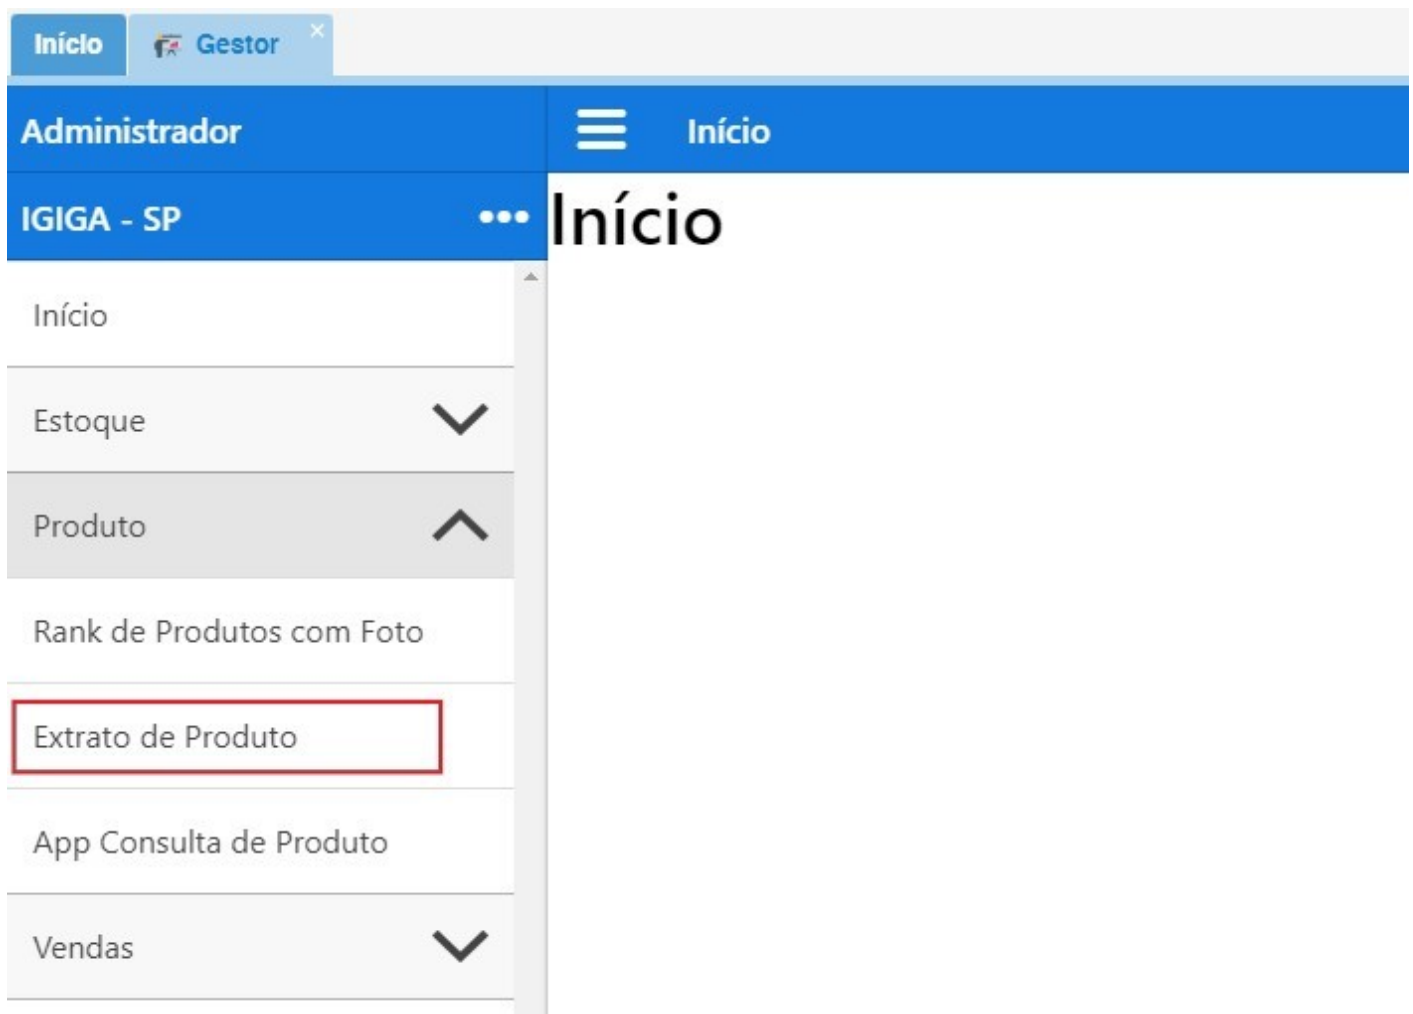 Início
Gestor
Administrador
Início
IGIGA - SP
Início
Início
Estoque
Produto
Rank de Produtos com Foto
Extrato de Produto
App Consulta de Produto
Vendas